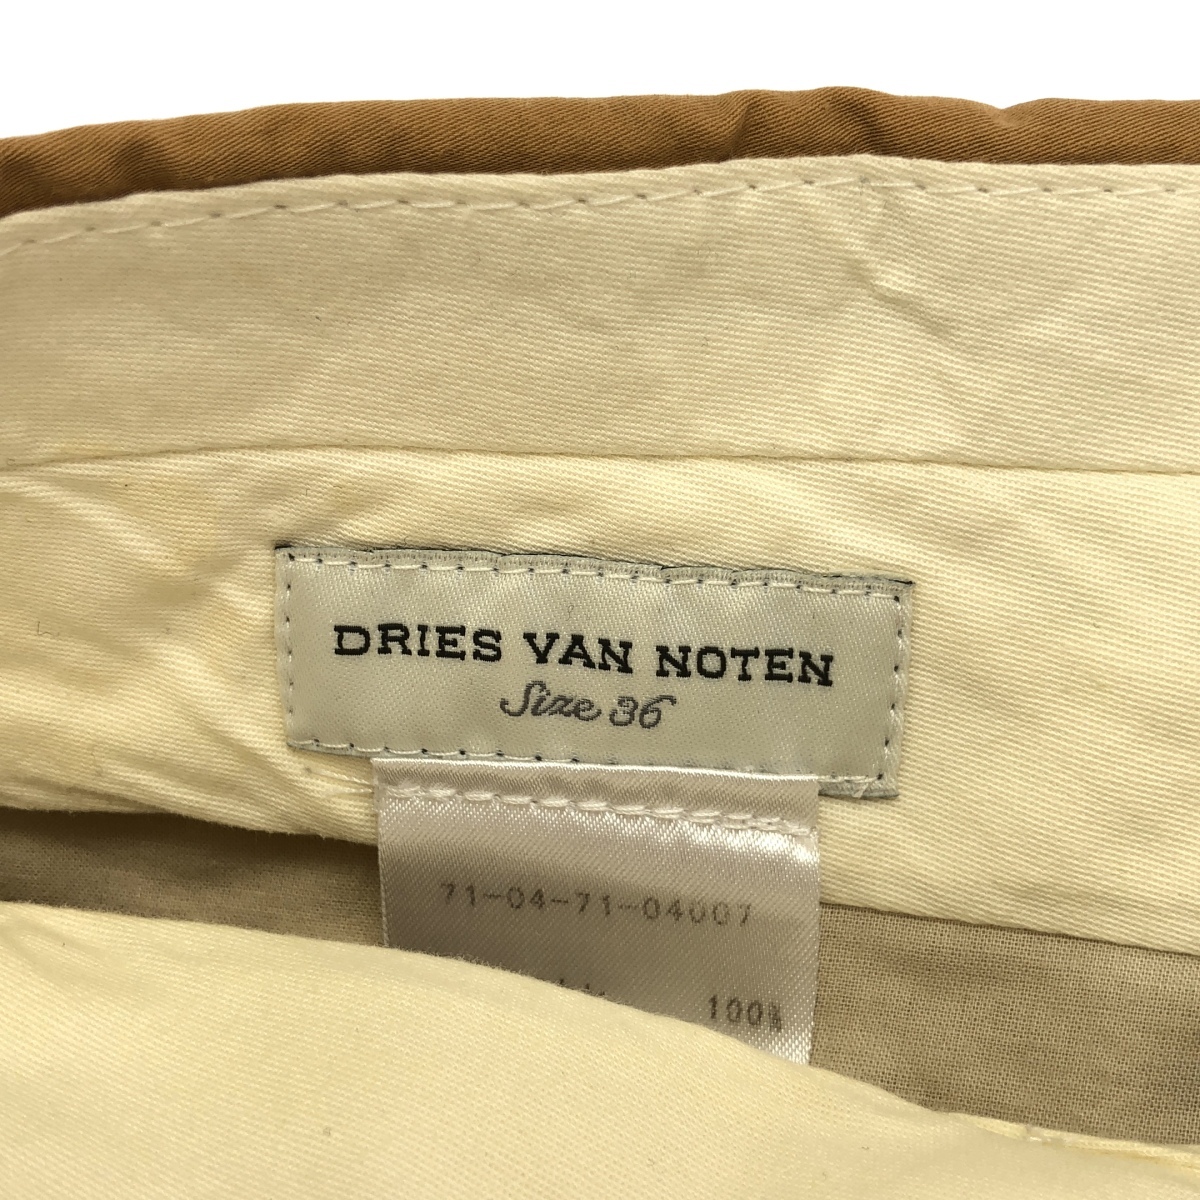 DRIES VAN NOTEN
Size 36
71-04-71-04007
100%